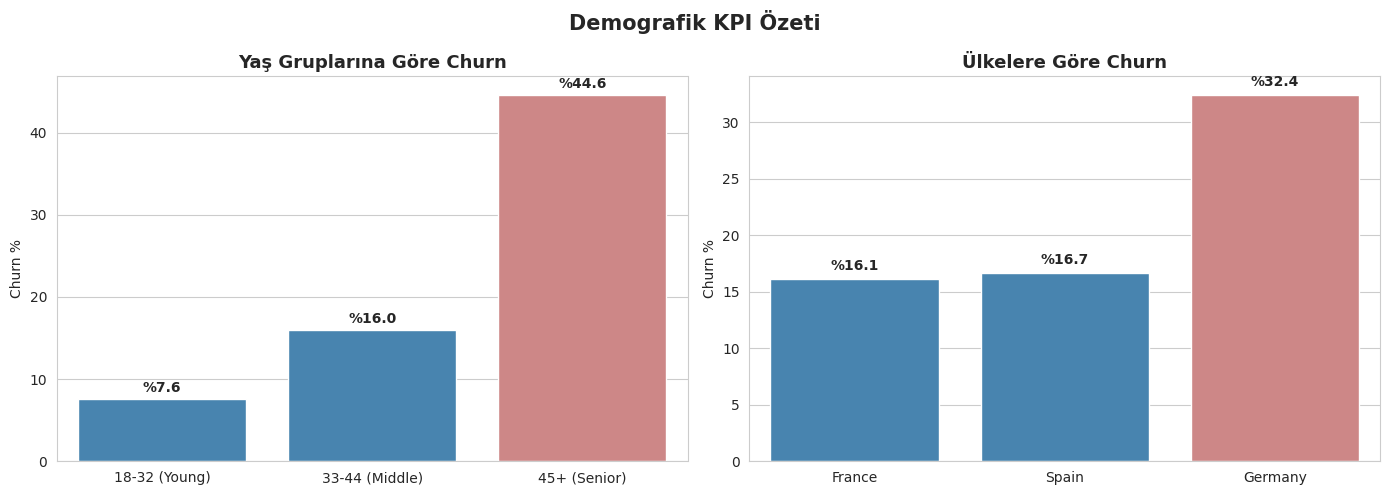 Demografik KPI Özeti
Yaş Gruplarına Göre Churn
Churn %
40
30
20
10
0
%7.6
%16.0
%44.6
18-32 (Young)
33-44 (Middle)
45+ (Senior)
Ülkelere Göre Churn
Churn %
30
25
20
15
10
5
0
%16.1
%16.7
%32.4
France
Spain
Germany